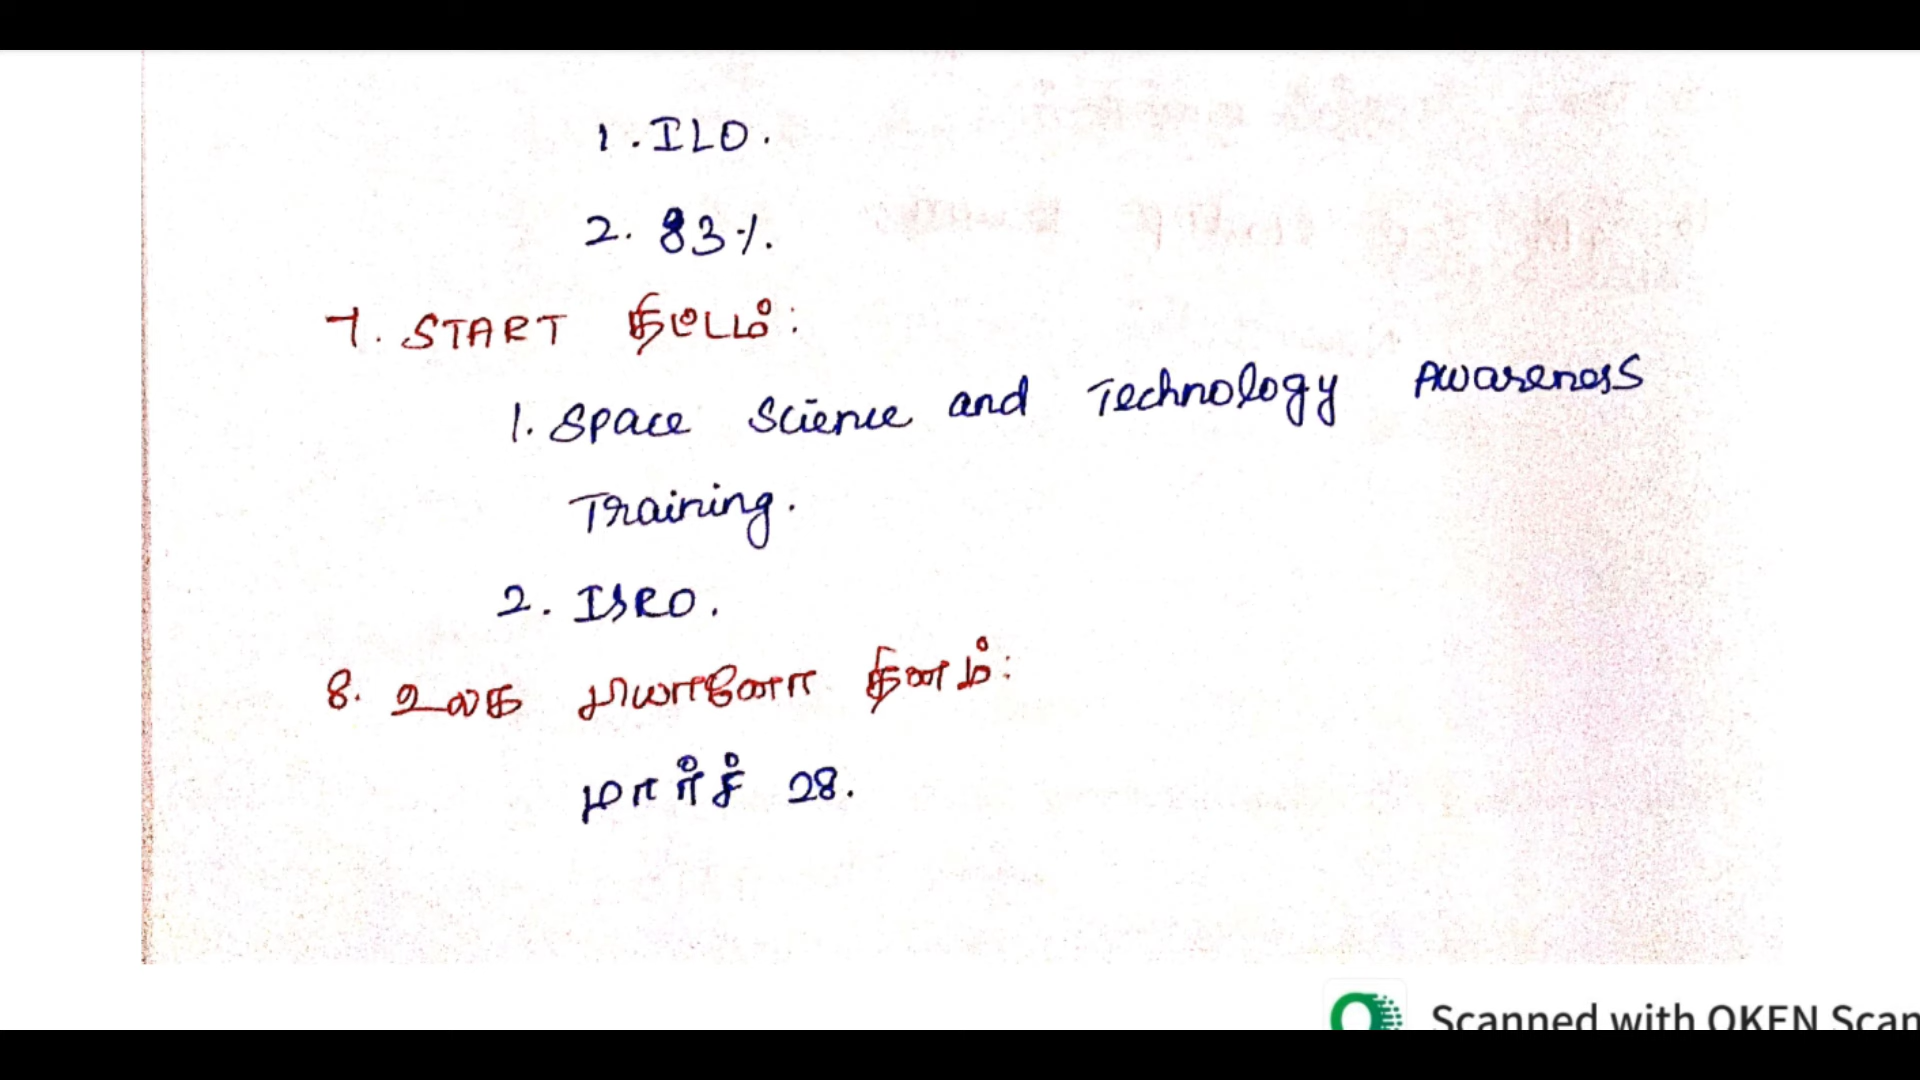 1. ILO.
2. 83%.
7. START திட்டம்:
1. Space Science and Technology Awareness
Training.
2. ISRO.
8. உலக பியானோ தினம்:
மார்ச் 28.
Scanned with OKEN Scan